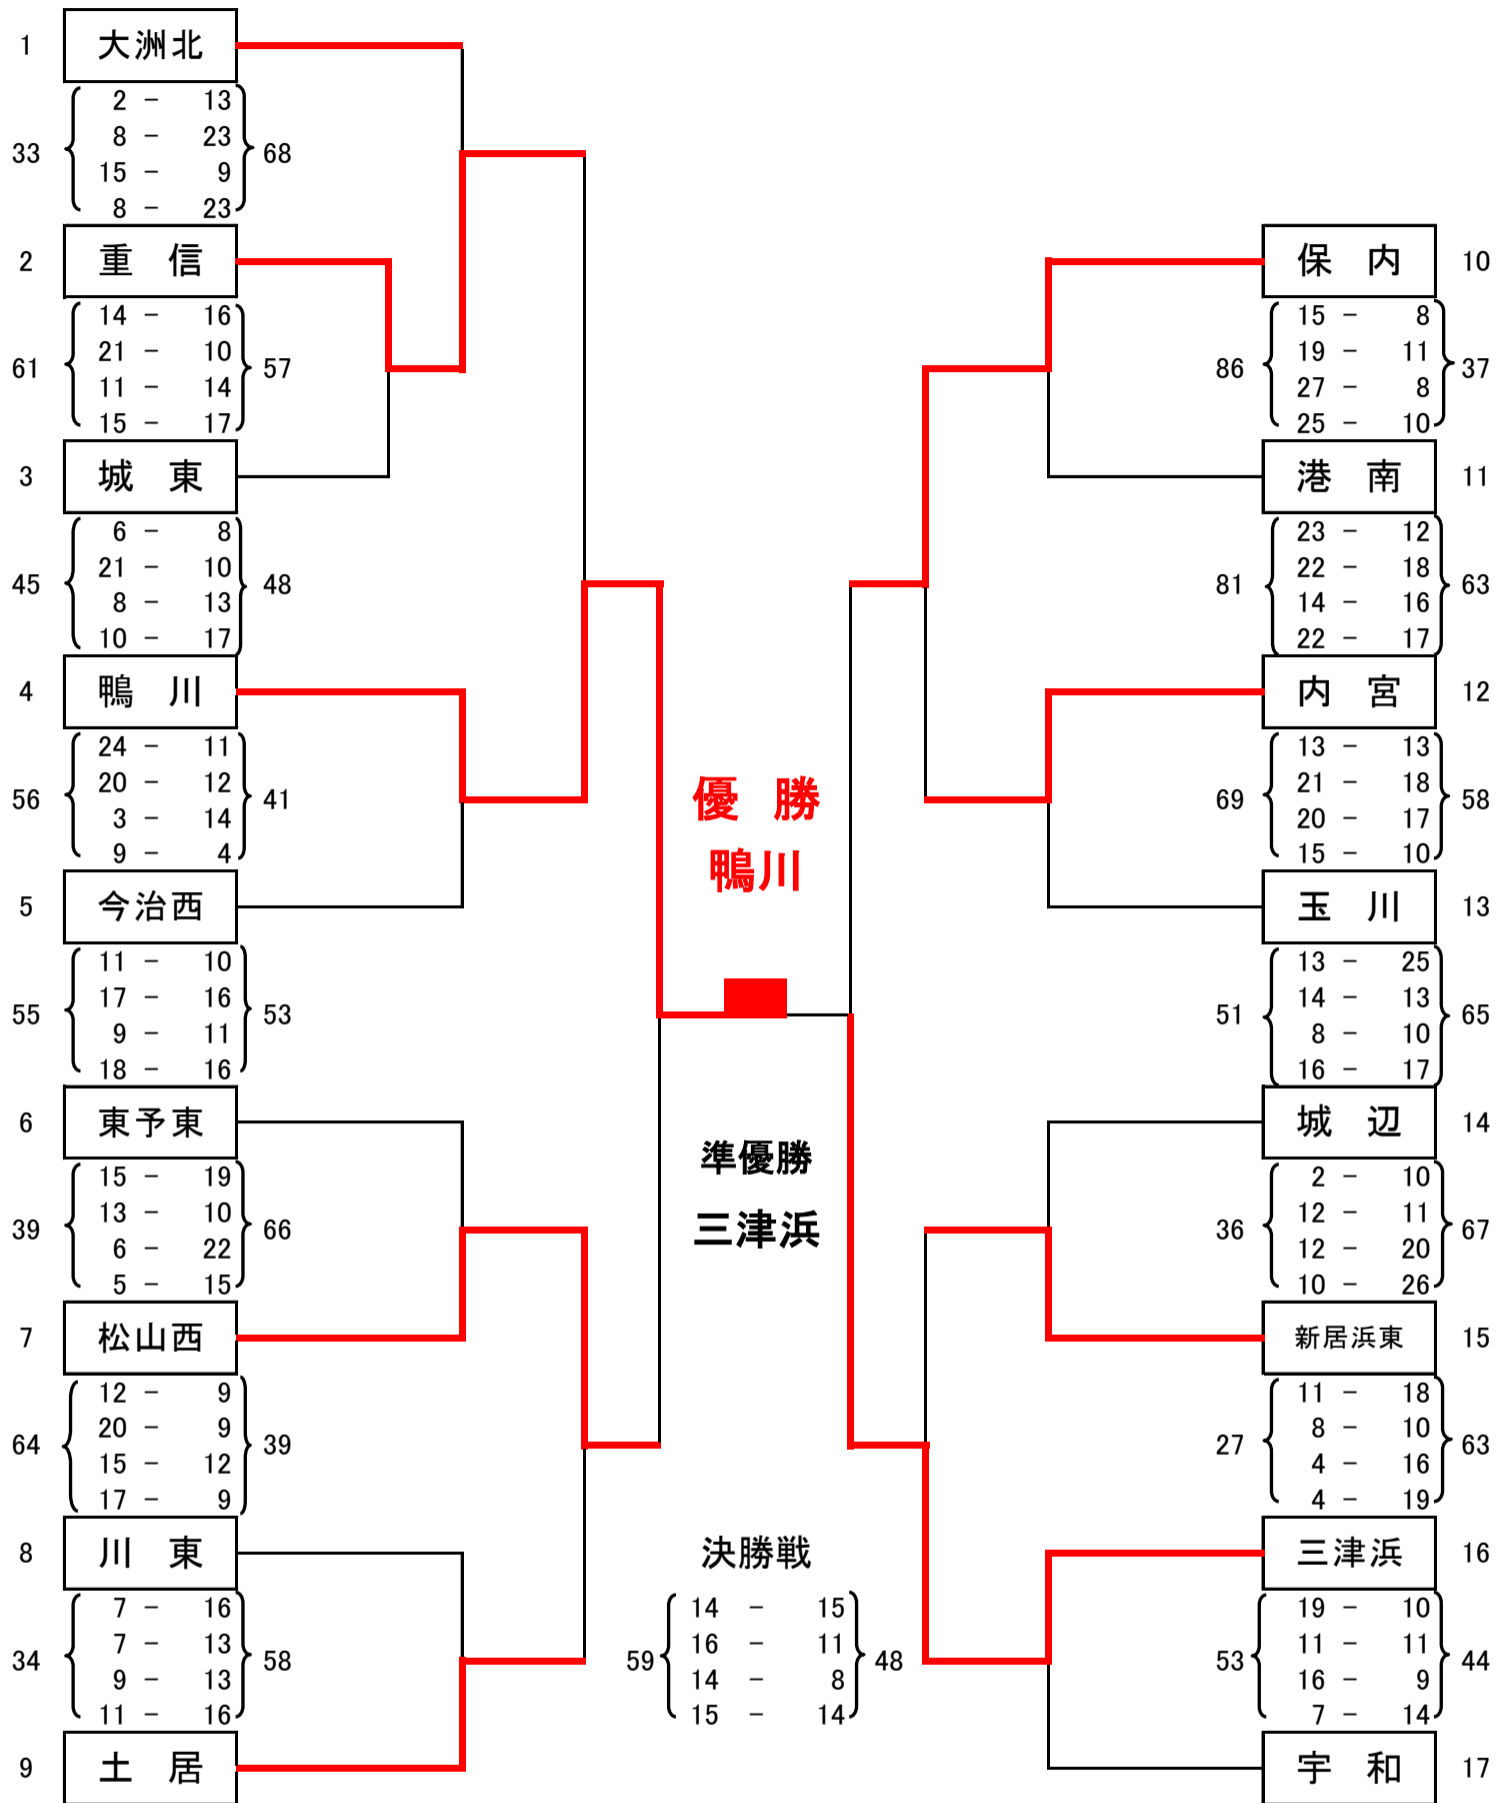 1 大洲北
2 － 13
8 － 23
33 68
15 － 9
8 － 23
2 重 信
14 － 16
21 － 10
61 57
11 － 14
15 － 17
3 城 東
6 － 8
21 － 10
45 48
8 － 13
10 － 17
4 鴨 川
24 － 11
20 － 12
56 41
3 － 14
9 － 4
5 今治西
11 － 10
17 － 16
55 53
9 － 11
18 － 16
6 東予東
15 － 19
13 － 10
39 66
6 － 22
5 － 15
7 松山西
12 － 9
20 － 9
64 39
15 － 12
17 － 9
8 川 東
7 － 16
7 － 13
34 58
9 － 13
11 － 16
9 土 居
優 勝
鴨川
準優勝
三津浜
決勝戦
14 － 15
16 － 11
59 48
14 － 8
15 － 14
保 内 10
15 － 8
19 － 11
86 37
27 － 8
25 － 10
港 南 11
23 － 12
22 － 18
81 63
14 － 16
22 － 17
内 宮 12
13 － 13
21 － 18
69 58
20 － 17
15 － 10
玉 川 13
13 － 25
14 － 13
51 65
8 － 10
16 － 17
城 辺 14
2 － 10
12 － 11
36 67
12 － 20
10 － 26
新居浜東 15
11 － 18
8 － 10
27 63
4 － 16
4 － 19
三津浜 16
19 － 10
11 － 11
53 44
16 － 9
7 － 14
宇 和 17